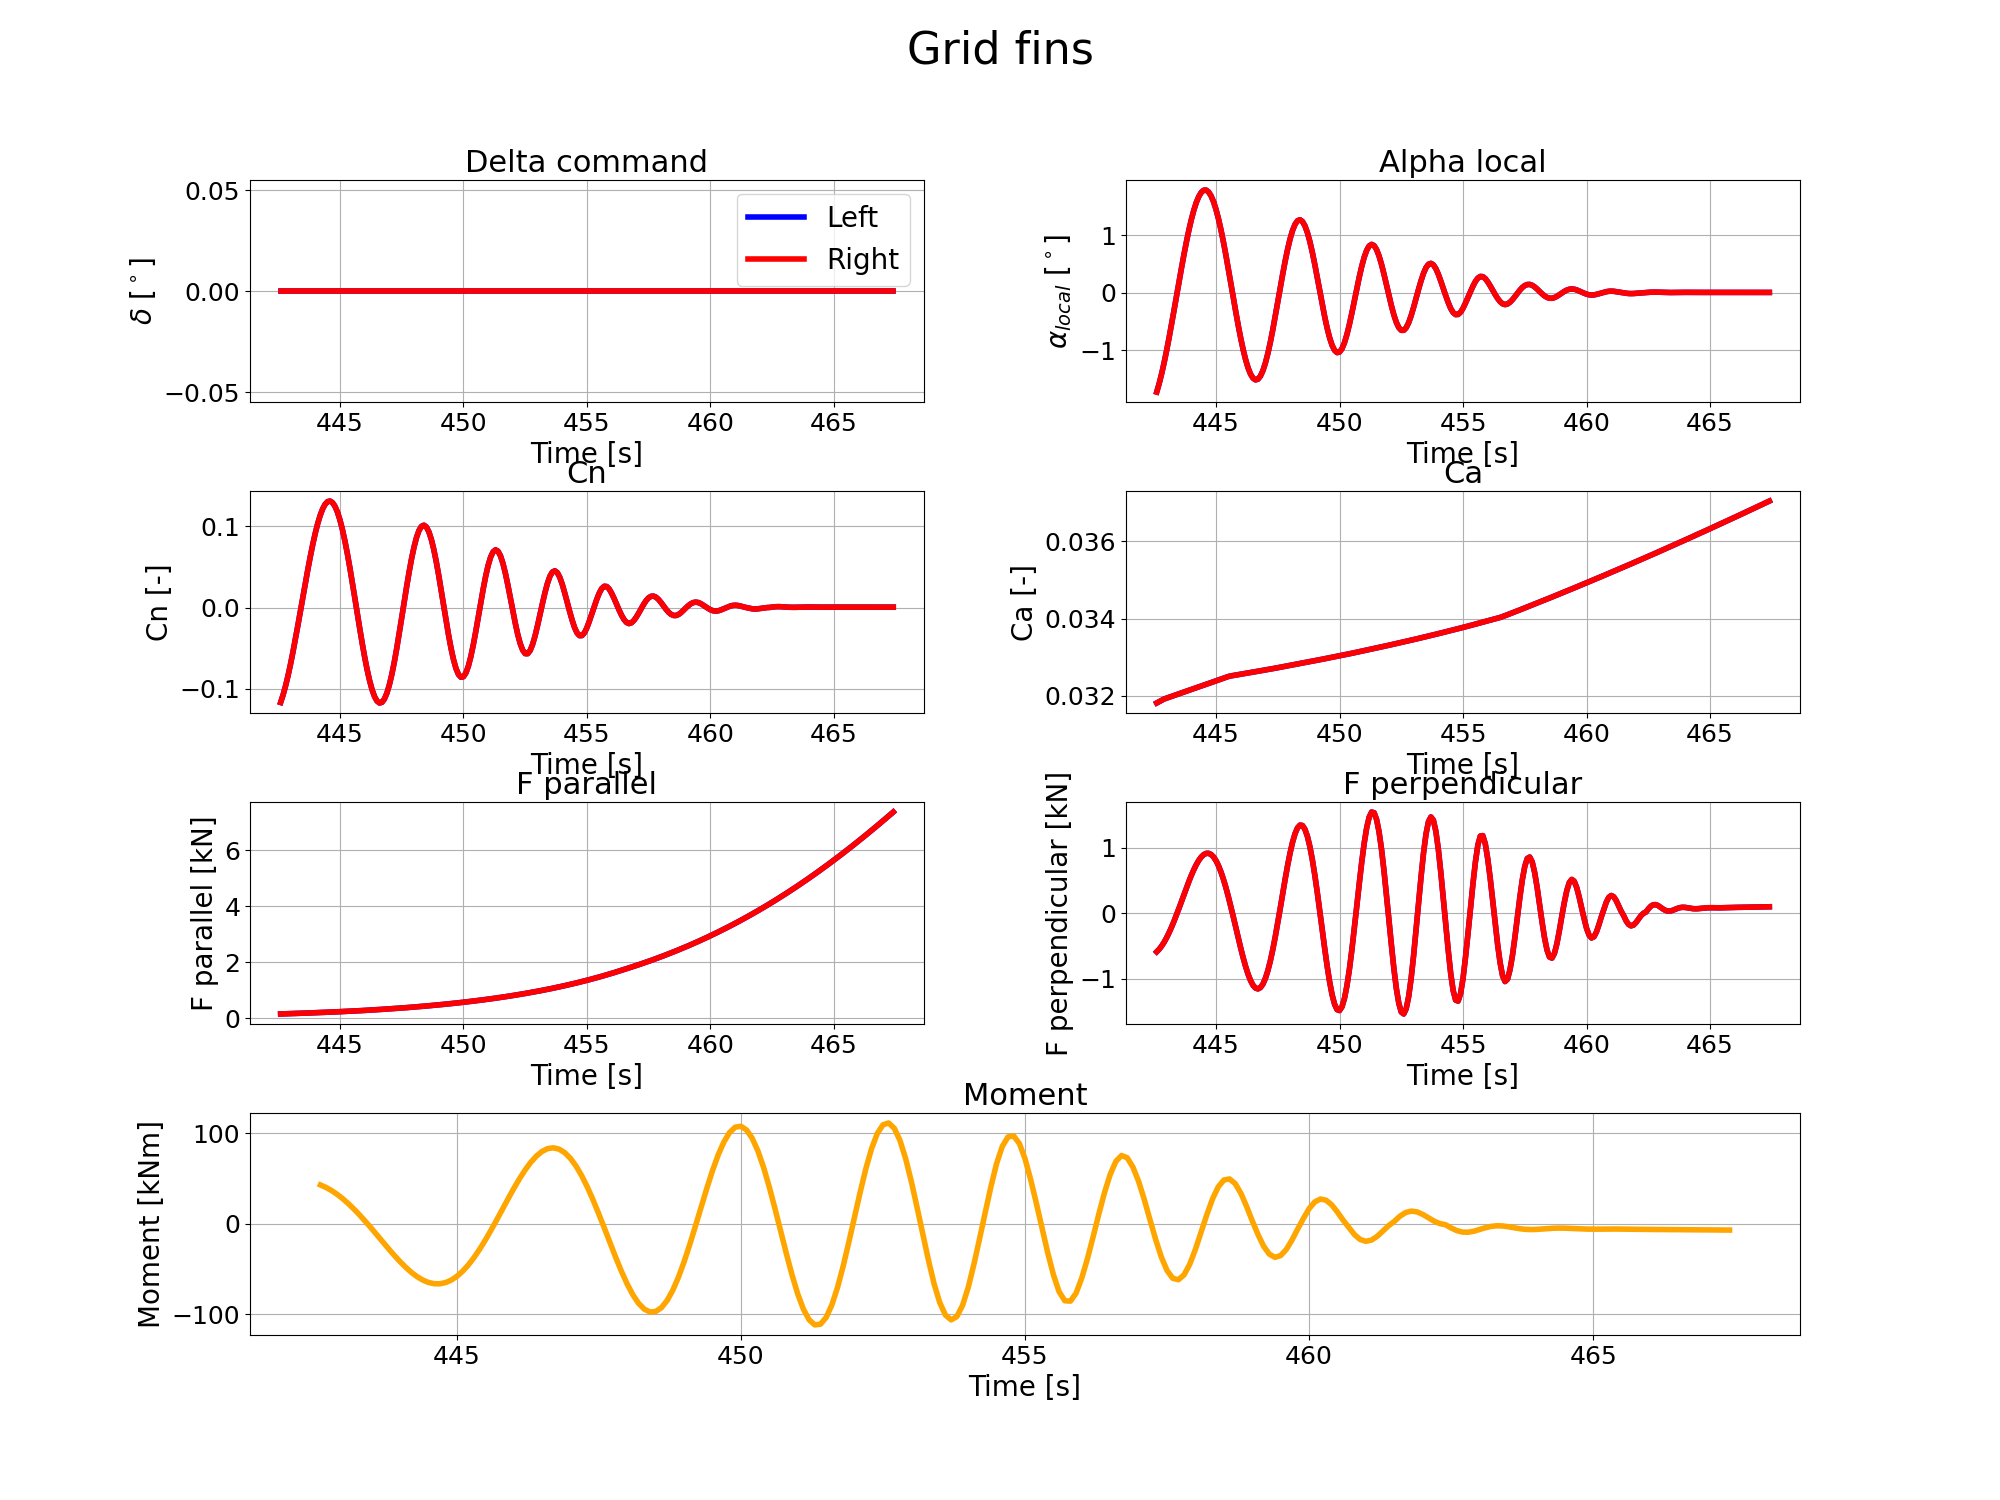 Grid fins
Delta command
δ [°]
0.05
0.00
−0.05
Left
Right
445 450 455 460 465
Time [s]
Alpha local
α_local [°]
1
0
−1
445 450 455 460 465
Time [s]
Cn
Cn [-]
0.1
0.0
−0.1
445 450 455 460 465
Time [s]
Ca
Ca [-]
0.036
0.034
0.032
445 450 455 460 465
Time [s]
F parallel
F parallel [kN]
6
4
2
0
445 450 455 460 465
Time [s]
F perpendicular
F perpendicular [kN]
1
0
−1
445 450 455 460 465
Time [s]
Moment
Moment [kNm]
100
0
−100
445 450 455 460 465
Time [s]